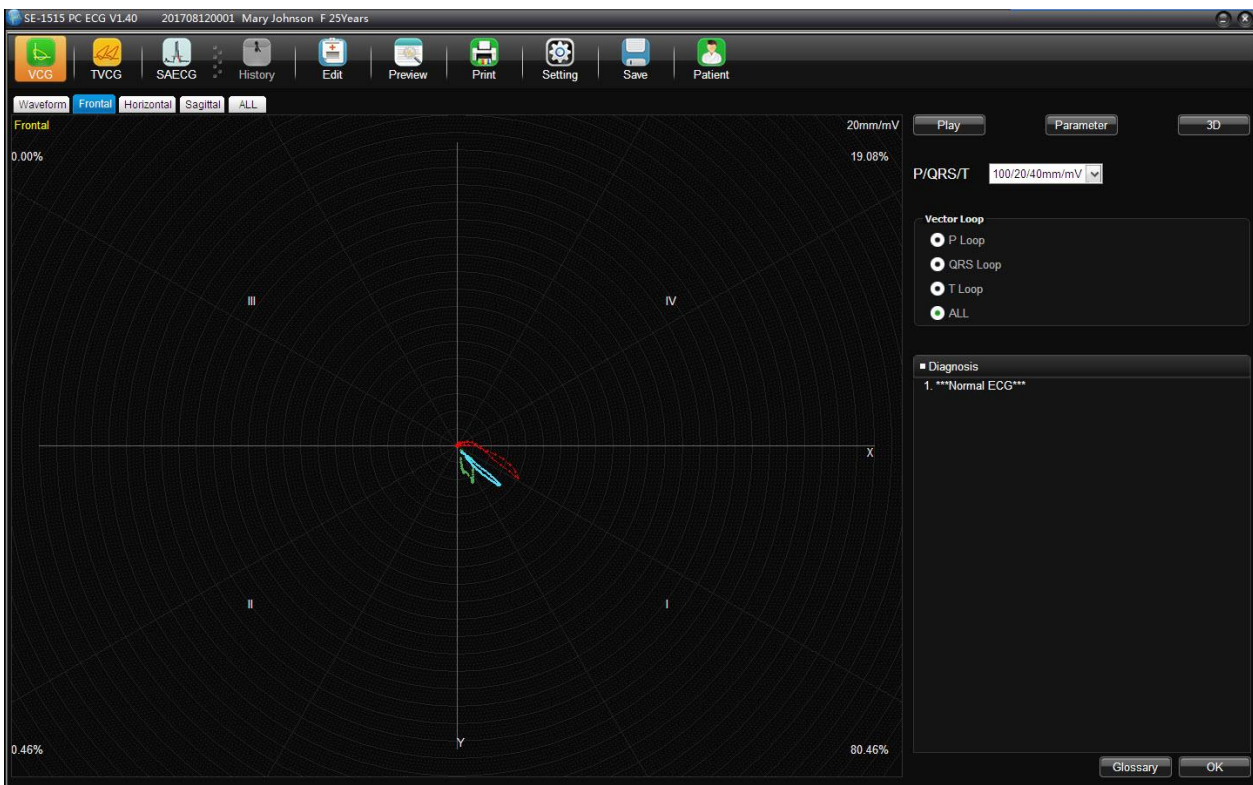 SE-1515 PC ECG V1.40 201708120001 Mary Johnson F 25Years
VCG TVCG SAECG History Edit Preview Print Setting Save Patient
Waveform Frontal Horizontal Sagittal ALL
Frontal 20mm/mV
0.00% 19.08%
III IV
X
II I
Y
0.46% 80.46%
Play Parameter 3D
P/QRS/T 100/20/40mm/mV
Vector Loop
P Loop
QRS Loop
T Loop
ALL
Diagnosis
1. ***Normal ECG***
Glossary OK